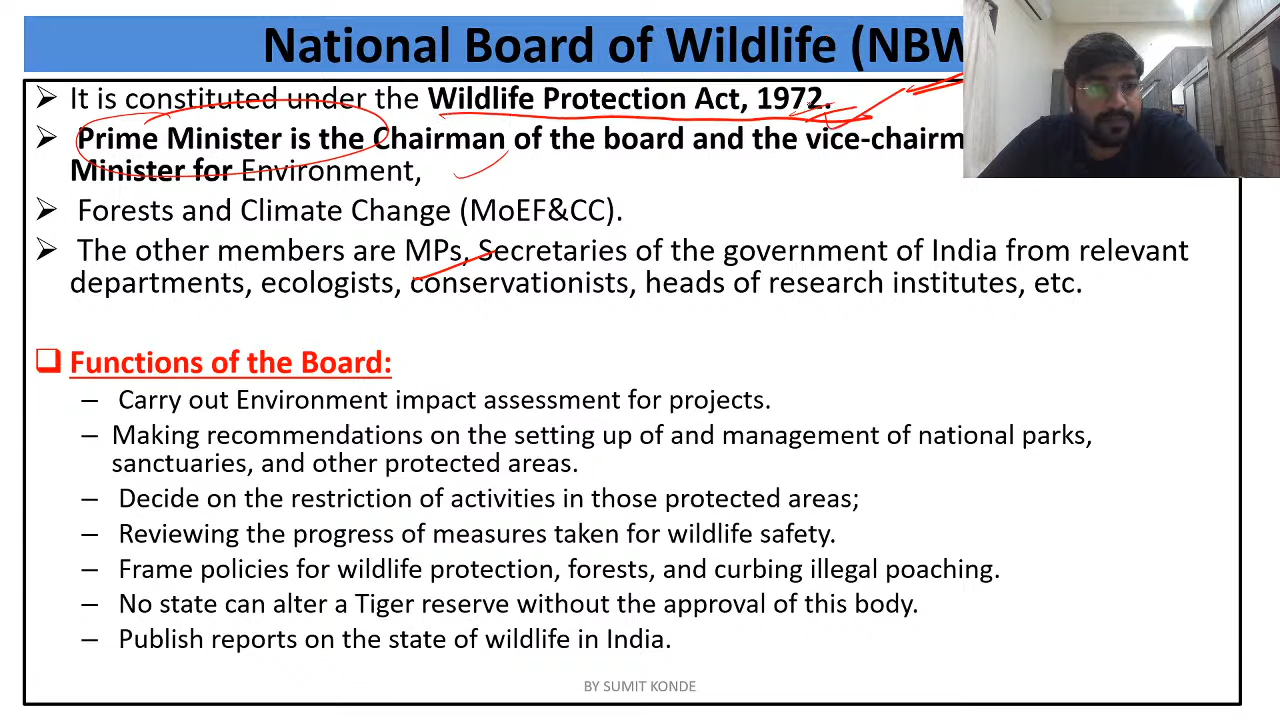 National Board of Wildlife (NBW
➢ It is constituted under the Wildlife Protection Act, 1972.
➢ Prime Minister is the Chairman of the board and the vice-chairm
Minister for Environment,
➢ Forests and Climate Change (MoEF&CC).
➢ The other members are MPs, Secretaries of the government of India from relevant
departments, ecologists, conservationists, heads of research institutes, etc.
❑ Functions of the Board:
– Carry out Environment impact assessment for projects.
– Making recommendations on the setting up of and management of national parks,
sanctuaries, and other protected areas.
– Decide on the restriction of activities in those protected areas;
– Reviewing the progress of measures taken for wildlife safety.
– Frame policies for wildlife protection, forests, and curbing illegal poaching.
– No state can alter a Tiger reserve without the approval of this body.
– Publish reports on the state of wildlife in India.
BY SUMIT KONDE